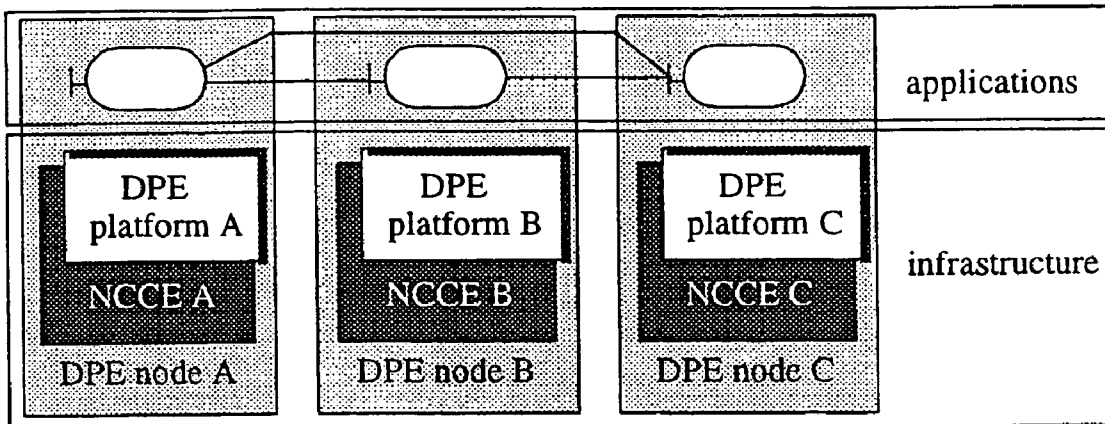 applications
DPE
platform A
DPE
platform B
DPE
platform C
infrastructure
NCCE A
NCCE B
NCCE C
DPE node A
DPE node B
DPE node C